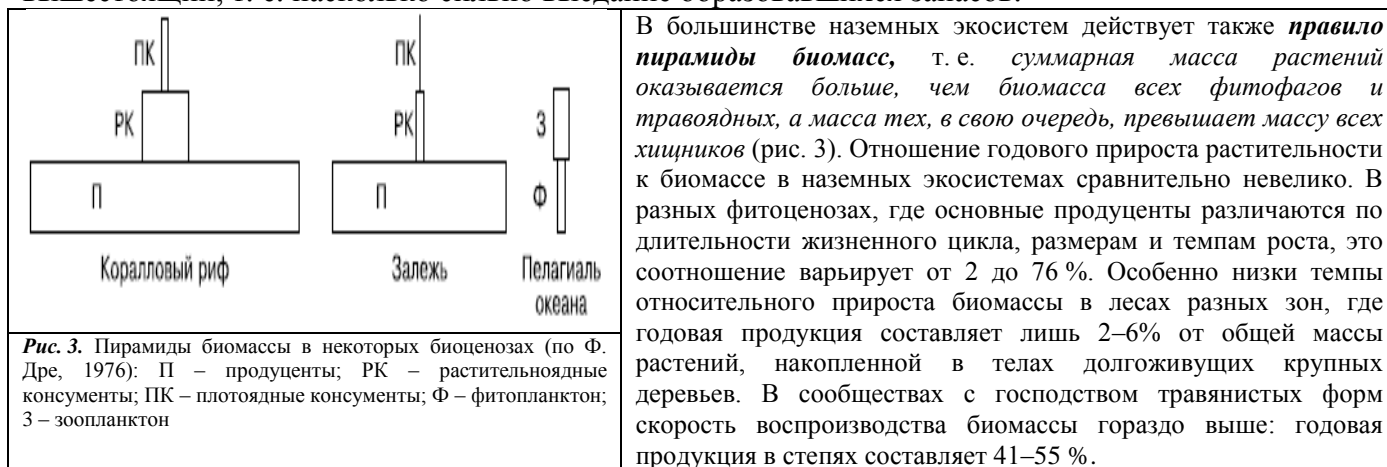 ПК
РК
П
Коралловый риф
ПК
РК
П
Залежь
З
Ф
Пелагиаль
океана
Рис. 3. Пирамиды биомассы в некоторых биоценозах (по Ф.
Дре, 1976): П – продуценты; РК – растительноядные
консументы; ПК – плотоядные консументы; Ф – фитопланктон;
З – зоопланктон
В большинстве наземных экосистем действует также правило
пирамиды биомасс, т. е. суммарная масса растений
оказывается больше, чем биомасса всех фитофагов и
травоядных, а масса тех, в свою очередь, превышает массу всех
хищников (рис. 3). Отношение годового прироста растительности
к биомассе в наземных экосистемах сравнительно невелико. В
разных фитоценозах, где основные продуценты различаются по
длительности жизненного цикла, размерам и темпам роста, это
соотношение варьирует от 2 до 76 %. Особенно низки темпы
относительного прироста биомассы в лесах разных зон, где
годовая продукция составляет лишь 2–6% от общей массы
растений, накопленной в телах долгоживущих крупных
деревьев. В сообществах с господством травянистых форм
скорость воспроизводства биомассы гораздо выше: годовая
продукция в степях составляет 41–55 %.